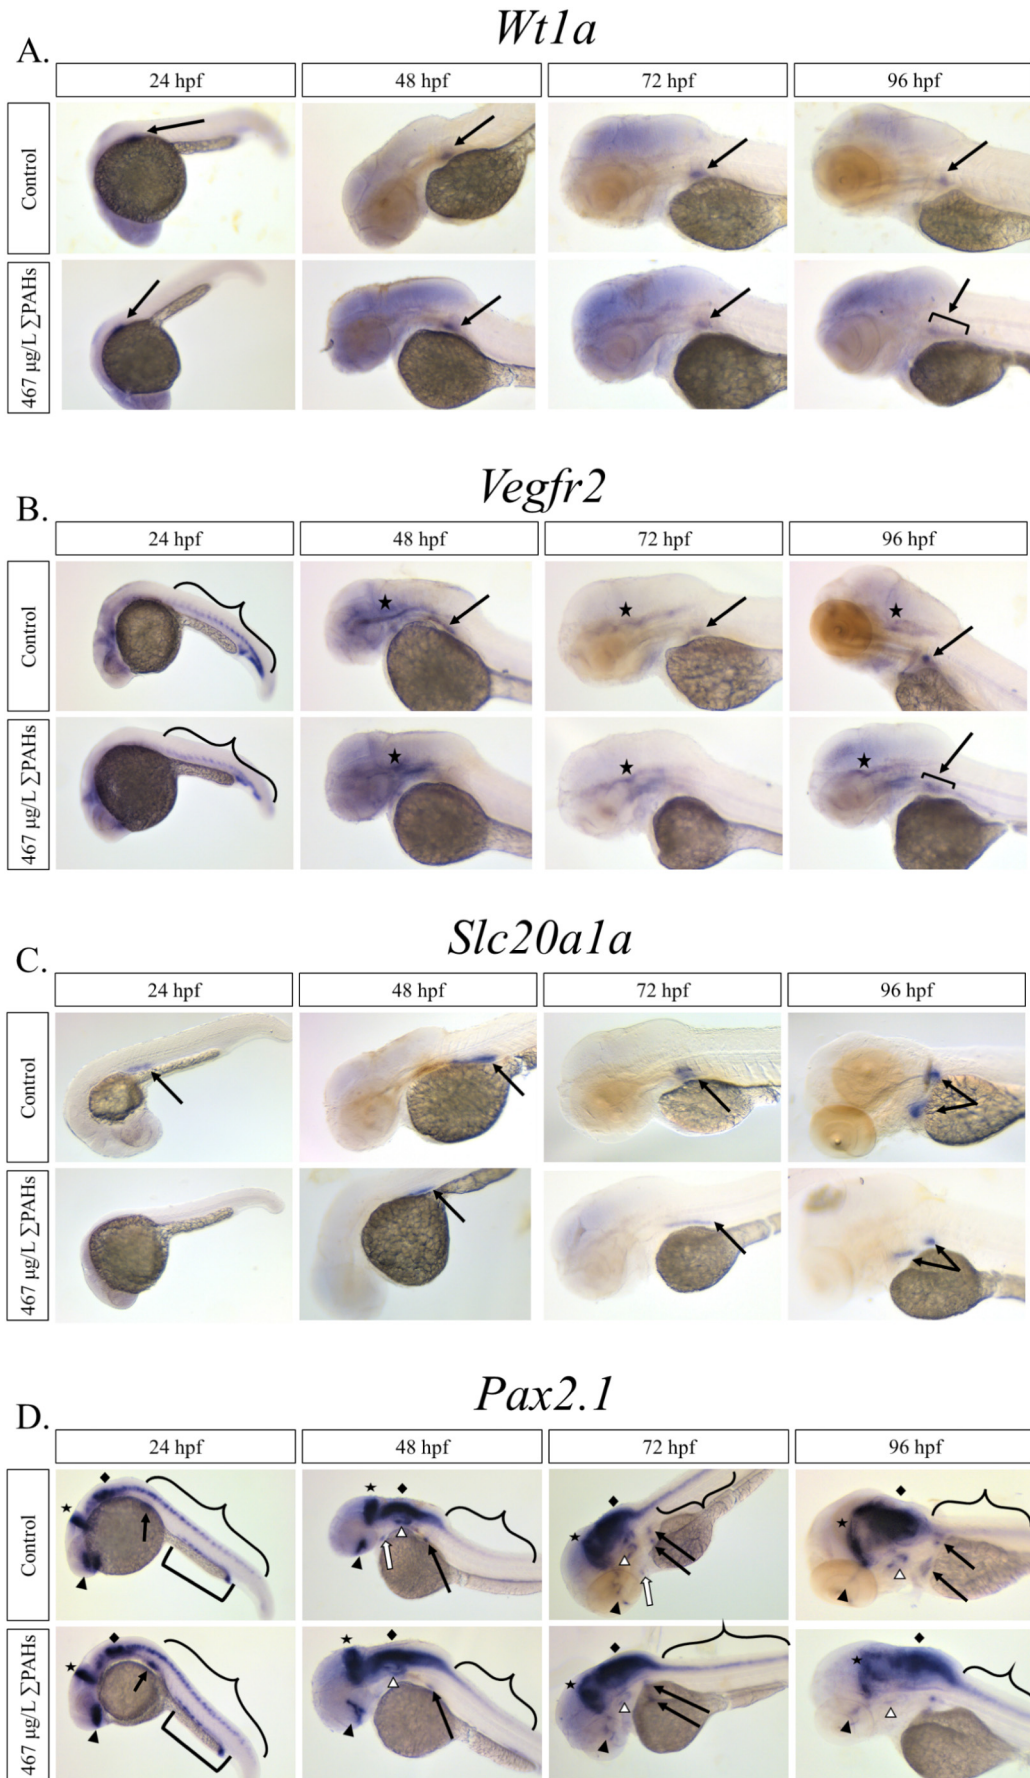 Wt1a
A.
24 hpf 48 hpf 72 hpf 96 hpf
Control
467 µg/L ∑PAHs
Vegfr2
B.
24 hpf 48 hpf 72 hpf 96 hpf
Control
467 µg/L ∑PAHs
Slc20a1a
C.
24 hpf 48 hpf 72 hpf 96 hpf
Control
467 µg/L ∑PAHs
Pax2.1
D.
24 hpf 48 hpf 72 hpf 96 hpf
Control
467 µg/L ∑PAHs